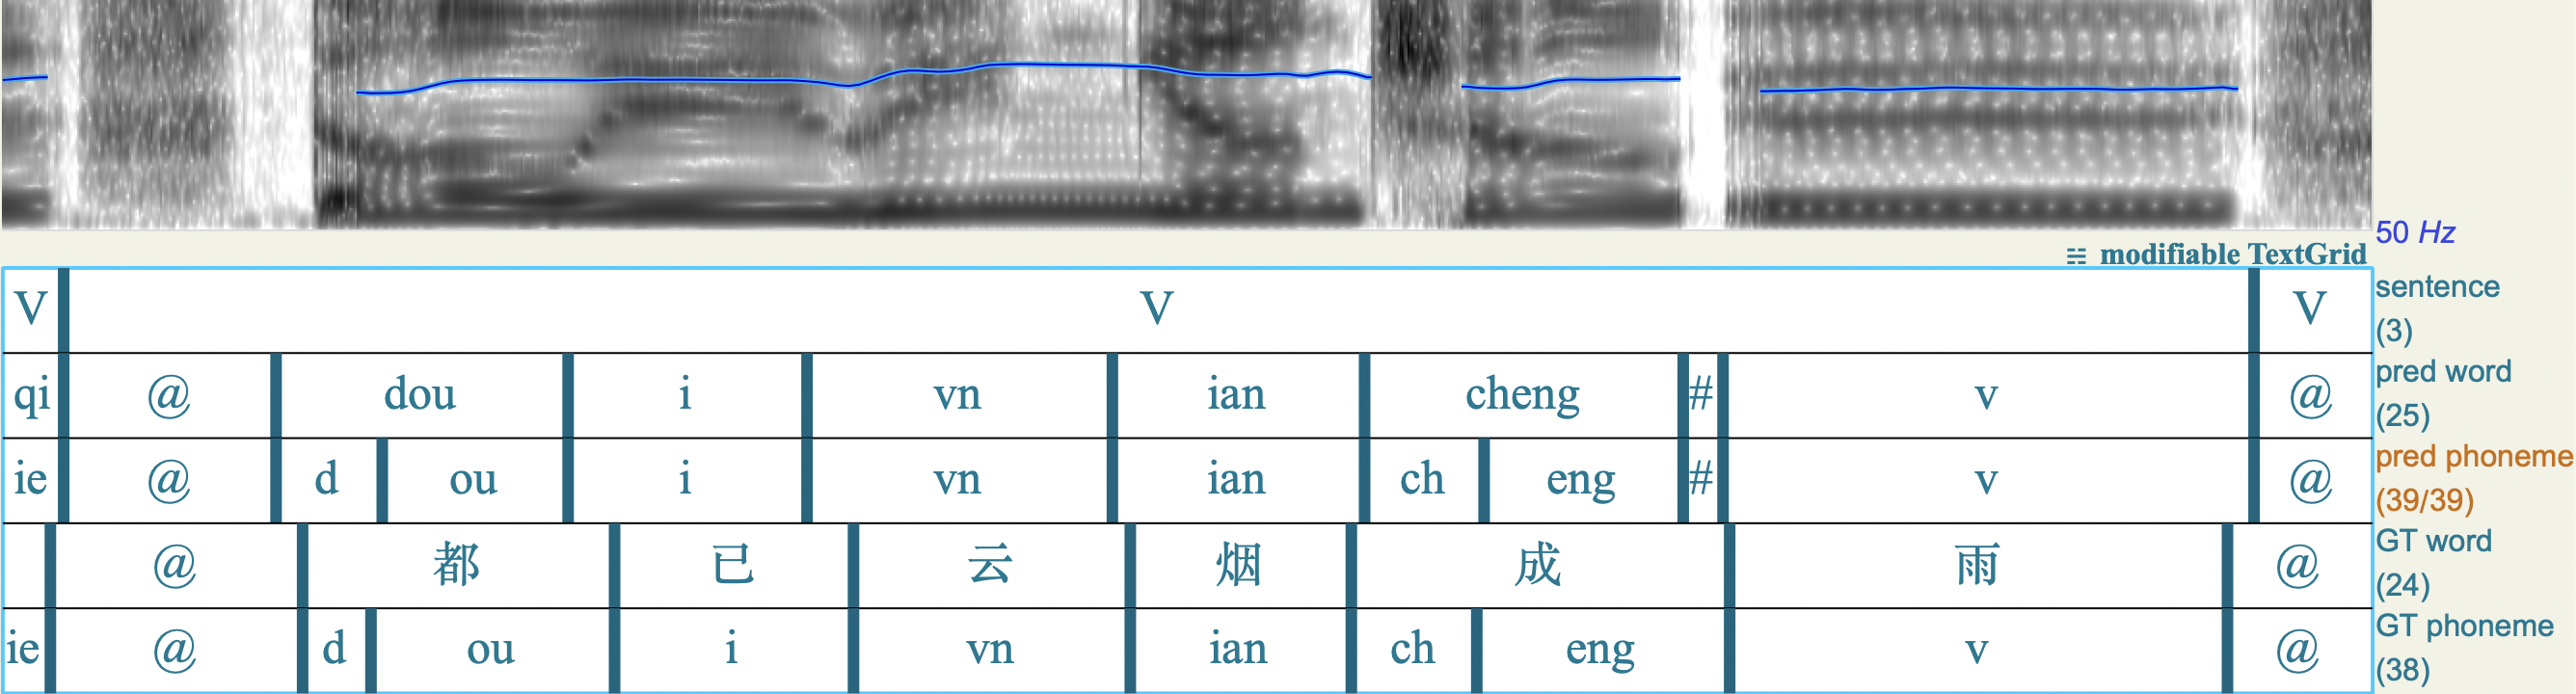 50 Hz
☵ modifiable TextGrid
V V V sentence (3)
qi @ dou i vn ian cheng # v @ pred word (25)
ie @ d ou i vn ian ch eng # v @ pred phoneme (39/39)
@ 都 已 云 烟 成 雨 @ GT word (24)
ie @ d ou i vn ian ch eng v @ GT phoneme (38)